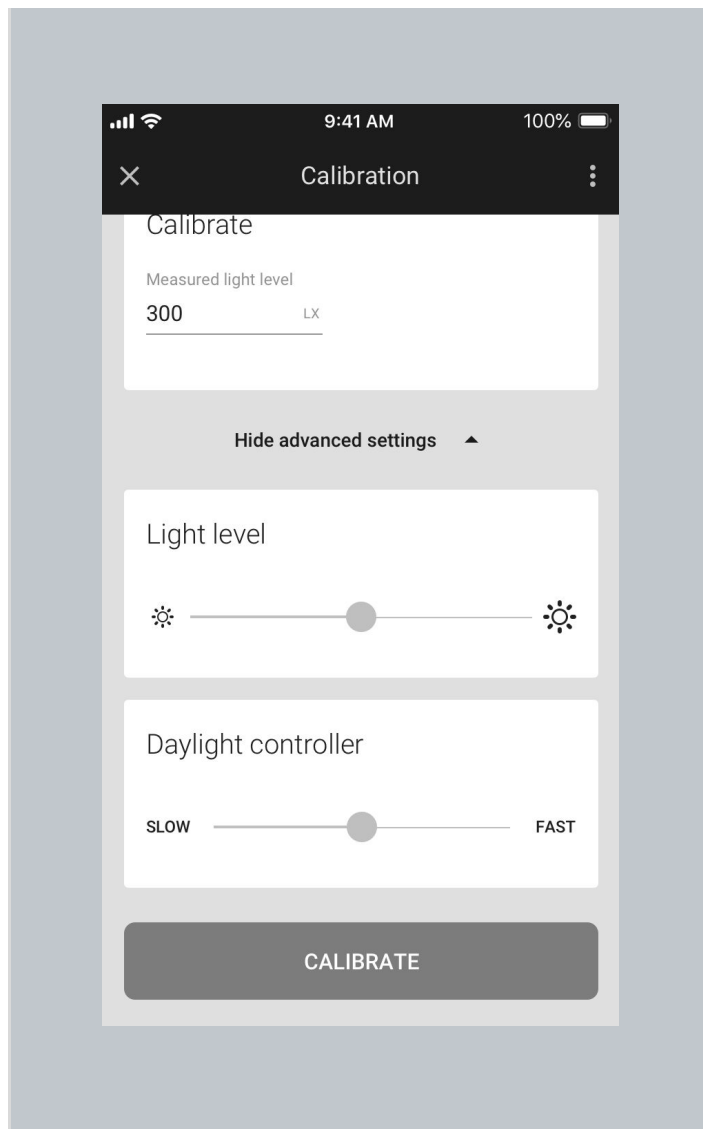 9:41 AM
100%
Calibration
Calibrate
Measured light level
300 LX
Hide advanced settings
Light level
Daylight controller
SLOW FAST
CALIBRATE